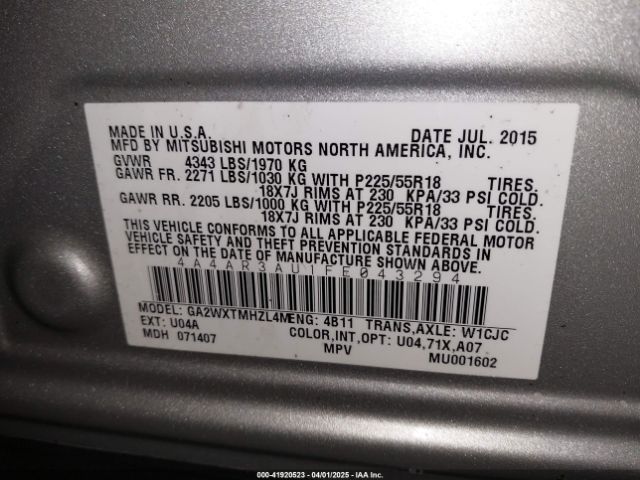 MADE IN U.S.A. DATE JUL. 2015
MFD BY MITSUBISHI MOTORS NORTH AMERICA, INC.
GVWR 4343 LBS/1970 KG
GAWR FR. 2271 LBS/1030 KG WITH P225/55R18 TIRES.
18X7J RIMS AT 230 KPA/33 PSI COLD.
GAWR RR. 2205 LBS/1000 KG WITH P225/55R18 TIRES.
18X7J RIMS AT 230 KPA/33 PSI COLD.
THIS VEHICLE CONFORMS TO ALL APPLICABLE FEDERAL MOTOR
VEHICLE SAFETY AND THEFT PREVENTION STANDARDS IN EFFECT
ON THE DATE OF MANUFACTURE SHOWN ABOVE.
4A4AR3AU1FE043294
MODEL: GA2WXTMHZL4M ENG: 4B11 TRANS,AXLE: W1CJC
EXT: U04A COLOR,INT,OPT: U04,71X,A07
MDH 071407 MPV MU001602
000-41920523 - 04/01/2025 - IAA Inc.